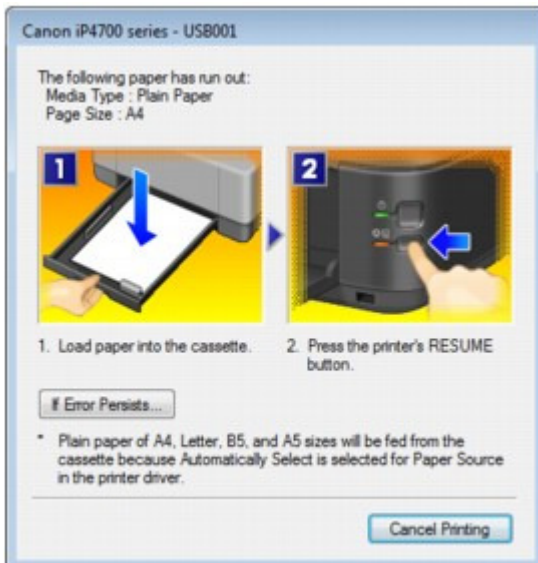 Canon iP4700 series - USB001
The following paper has run out:
Media Type : Plain Paper
Page Size : A4
1
2
1. Load paper into the cassette.
2. Press the printer's RESUME
button.
If Error Persists...
* Plain paper of A4, Letter, B5, and A5 sizes will be fed from the
cassette because Automatically Select is selected for Paper Source
in the printer driver.
Cancel Printing